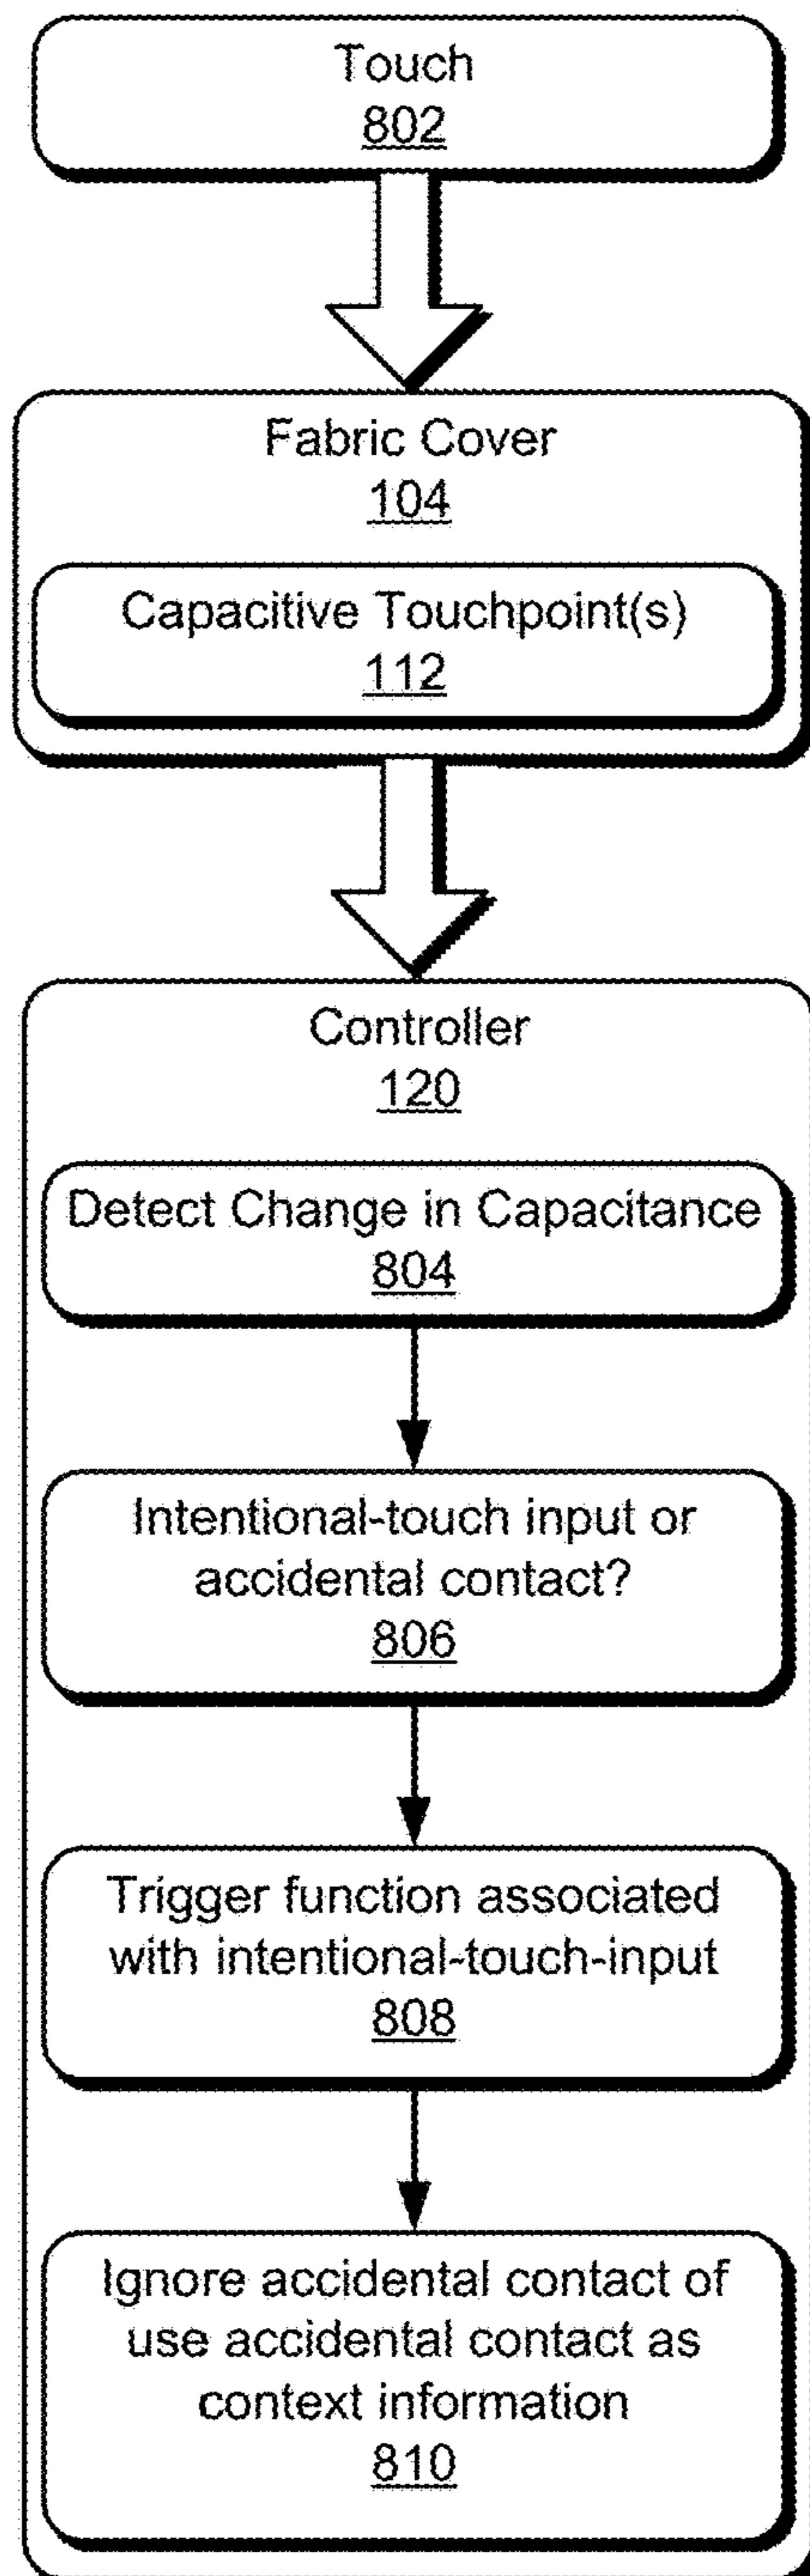 Touch
802
Fabric Cover
104
Capacitive Touchpoint(s)
112
Controller
120
Detect Change in Capacitance
804
Intentional-touch input or
accidental contact?
806
Trigger function associated
with intentional-touch-input
808
Ignore accidental contact of
use accidental contact as
context information
810